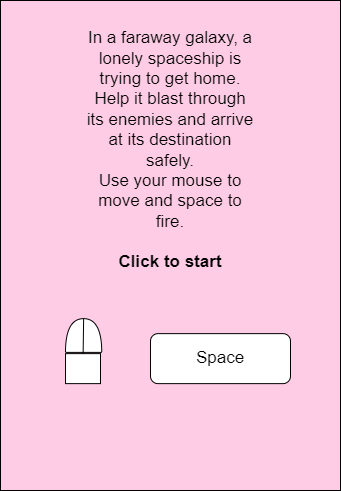 In a faraway galaxy, a
lonely spaceship is
trying to get home.
Help it blast through
its enemies and arrive
at its destination
safely.
Use your mouse to
move and space to
fire.
Click to start
Space